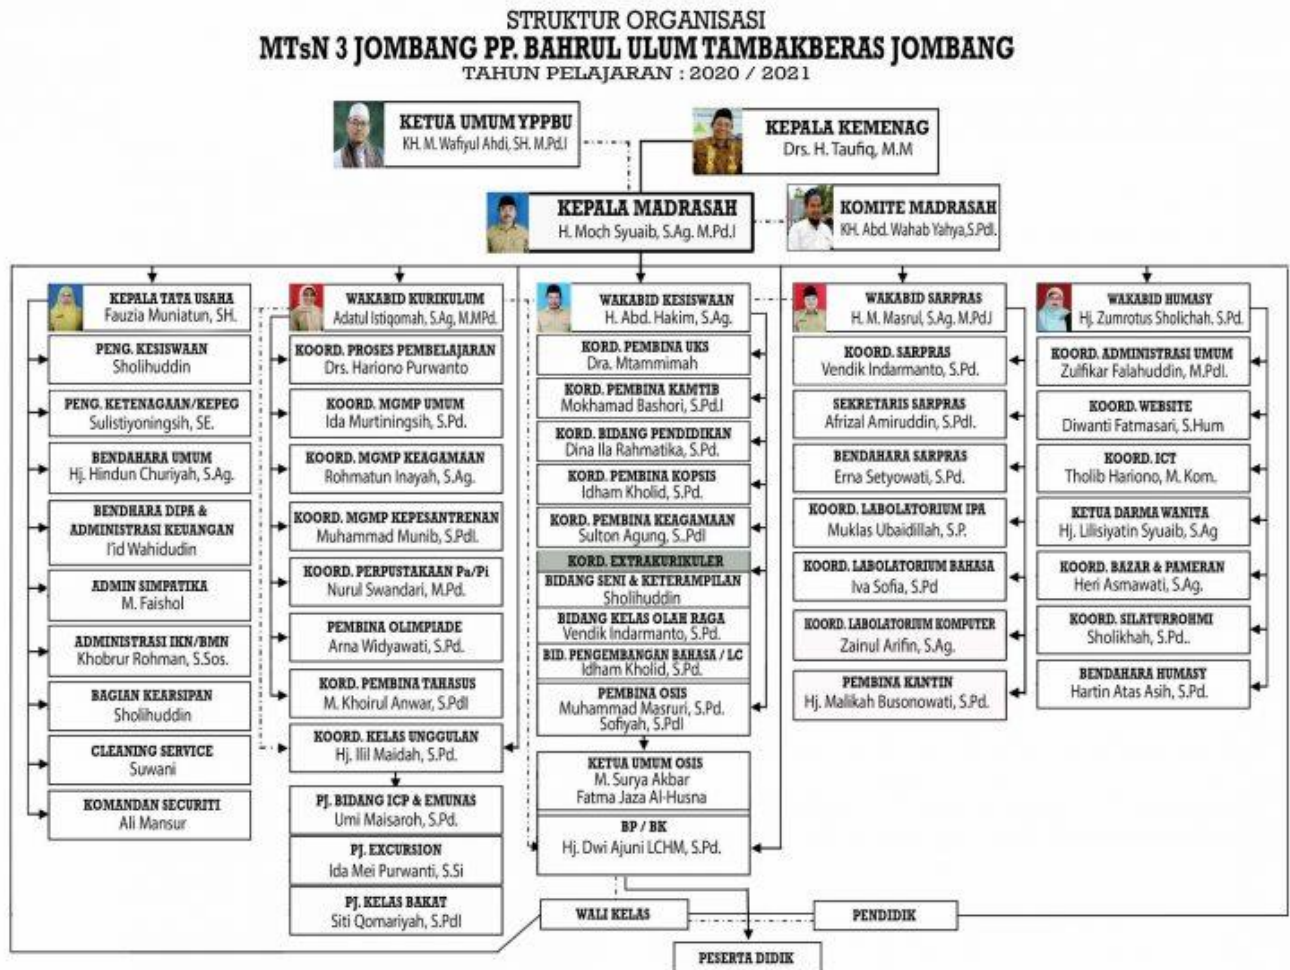 STRUKTUR ORGANISASI
MTsN 3 JOMBANG PP. BAHRUL ULUM TAMBAKBERAS JOMBANG
TAHUN PELAJARAN : 2020 / 2021
KETUA UMUM YPPBU
KH. M. Wafiyul Ahdi, SH. M.Pd.I
KEPALA KEMENAG
Drs. H. Taufiq, M.M
KEPALA MADRASAH
H. Moch Syuaib, S.Ag. M.Pd.I
KOMITE MADRASAH
KH. Abd. Wahab Yahya,S.PdI.
KEPALA TATA USAHA
Fauzia Muniatun, SH.
PENG. KESISWAAN
Sholihuddin
PENG. KETENAGAAN/KEPEG
Sulistiyoningsih, SE.
BENDAHARA UMUM
Hj. Hindun Churiyah, S.Ag.
BENDHARA DIPA &
ADMINISTRASI KEUANGAN
I'id Wahidudin
ADMIN SIMPATIKA
M. Faishol
ADMINISTRASI IKN/BMN
Khobrur Rohman, S.Sos.
BAGIAN KEARSIPAN
Sholihuddin
CLEANING SERVICE
Suwani
KOMANDAN SECURITI
Ali Mansur
WAKABID KURIKULUM
Adatul Istiqomah, S.Ag, M.MPd.
KOORD. PROSES PEMBELAJARAN
Drs. Hariono Purwanto
KOORD. MGMP UMUM
Ida Murtiningsih, S.Pd.
KOORD. MGMP KEAGAMAAN
Rohmatun Inayah, S.Ag.
KOORD. MGMP KEPESANTRENAN
Muhammad Munib, S.PdI.
KOORD. PERPUSTAKAAN Pa/Pi
Nurul Swandari, M.Pd.
PEMBINA OLIMPIADE
Arna Widyawati, S.Pd.
KORD. PEMBINA TAHASUS
M. Khoirul Anwar, S.PdI
KOORD. KELAS UNGGULAN
Hj. Ilil Maidah, S.Pd.
PJ. BIDANG ICP & EMUNAS
Umi Maisaroh, S.Pd.
PJ. EXCURSION
Ida Mei Purwanti, S.Si
PJ. KELAS BAKAT
Siti Qomariyah, S.PdI
WAKABID KESISWAAN
H. Abd. Hakim, S.Ag.
KORD. PEMBINA UKS
Dra. Mtammimah
KORD. PEMBINA KAMTIB
Mokhamad Bashori, S.Pd.I
KORD. BIDANG PENDIDIKAN
Dina Ila Rahmatika, S.Pd.
KORD. PEMBINA KOPSIS
Idham Kholid, S.Pd.
KORD. PEMBINA KEAGAMAAN
Sulton Agung, S..PdI
KORD. EXTRAKURIKULER
BIDANG SENI & KETERAMPILAN
Sholihuddin
BIDANG KELAS OLAH RAGA
Vendik Indarmanto, S.Pd.
BID. PENGEMBANGAN BAHASA / LC
Idham Kholid, S.Pd.
PEMBINA OSIS
Muhammad Masruri, S.Pd.
Sofiyah, S.PdI
KETUA UMUM OSIS
M. Surya Akbar
Fatma Jaza Al-Husna
BP / BK
Hj. Dwi Ajuni LCHM, S.Pd.
WAKABID SARPRAS
H. M. Masrul, S.Ag. M.Pd.I
KOORD. SARPRAS
Vendik Indarmanto, S.Pd.
SEKRETARIS SARPRAS
Afrizal Amiruddin, S.PdI.
BENDAHARA SARPRAS
Erna Setyowati, S.Pd.
KOORD. LABOLATORIUM IPA
Muklas Ubaidillah, S.P.
KOORD. LABOLATORIUM BAHASA
Iva Sofia, S.Pd
KOORD. LABOLATORIUM KOMPUTER
Zainul Arifin, S.Ag.
PEMBINA KANTIN
Hj. Malikah Busonowati, S.Pd.
WAKABID HUMASY
Hj. Zumrotus Sholichah. S.Pd.
KOORD. ADMINISTRASI UMUM
Zulfikar Falahuddin, M.PdI.
KOORD. WEBSITE
Diwanti Fatmasari, S.Hum
KOORD. ICT
Tholib Hariono, M. Kom.
KETUA DARMA WANITA
Hj. Lilisiyatin Syuaib, S.Ag
KOORD. BAZAR & PAMERAN
Heri Asmawati, S.Ag.
KOORD. SILATURROHMI
Sholikhah, S.Pd..
BENDAHARA HUMASY
Hartin Atas Asih, S.Pd.
WALI KELAS
PENDIDIK
PESERTA DIDIK